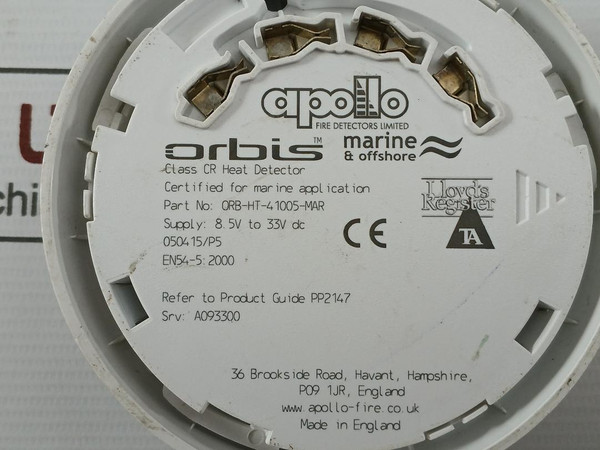 apollo
FIRE DETECTORS LIMITED
orbis™ marine & offshore
Class CR Heat Detector
Certified for marine application
Part No: ORB-HT-41005-MAR
Supply: 8.5V to 33V dc
050415/P5
EN54-5:2000
CE
Lloyd's
Register
TA
Refer to Product Guide PP2147
Srv: A093300
36 Brookside Road, Havant, Hampshire,
PO9 1JR, England
www.apollo-fire.co.uk
Made in England